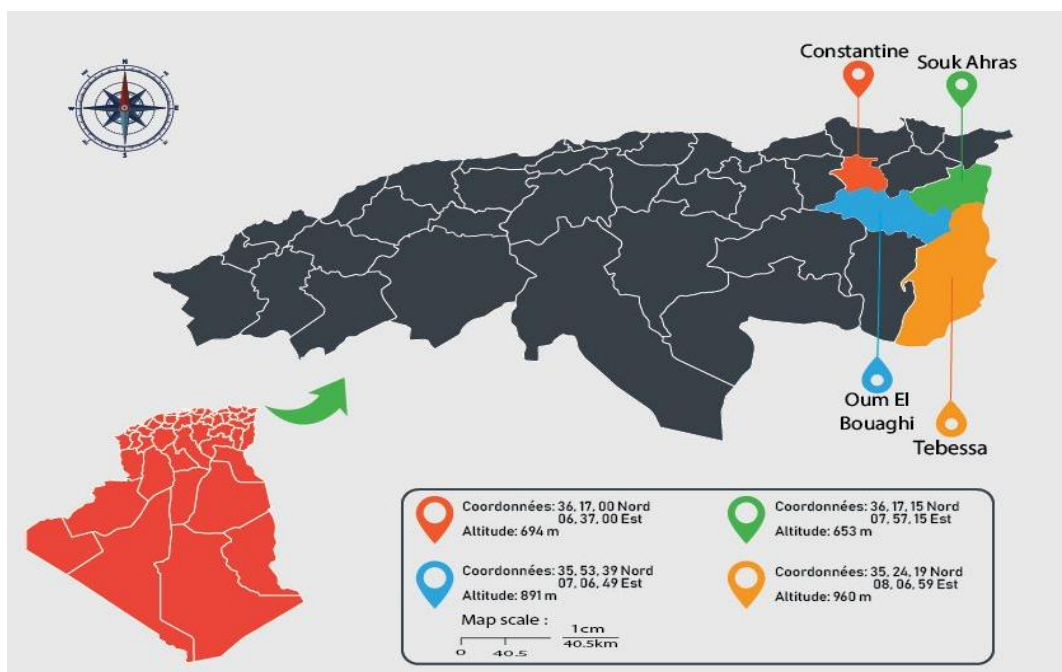 Constantine
Souk Ahras
Oum El
Bouaghi
Tebessa
Coordonnées: 36, 17, 00 Nord
06, 37, 00 Est
Altitude: 694 m
Coordonnées: 36, 17, 15 Nord
07, 57, 15 Est
Altitude: 653 m
Coordonnées: 35, 53, 39 Nord
07, 06, 49 Est
Altitude: 891 m
Coordonnées: 35, 24, 19 Nord
08, 06, 59 Est
Altitude: 960 m
Map scale :
1cm
40.5km
0 40.5